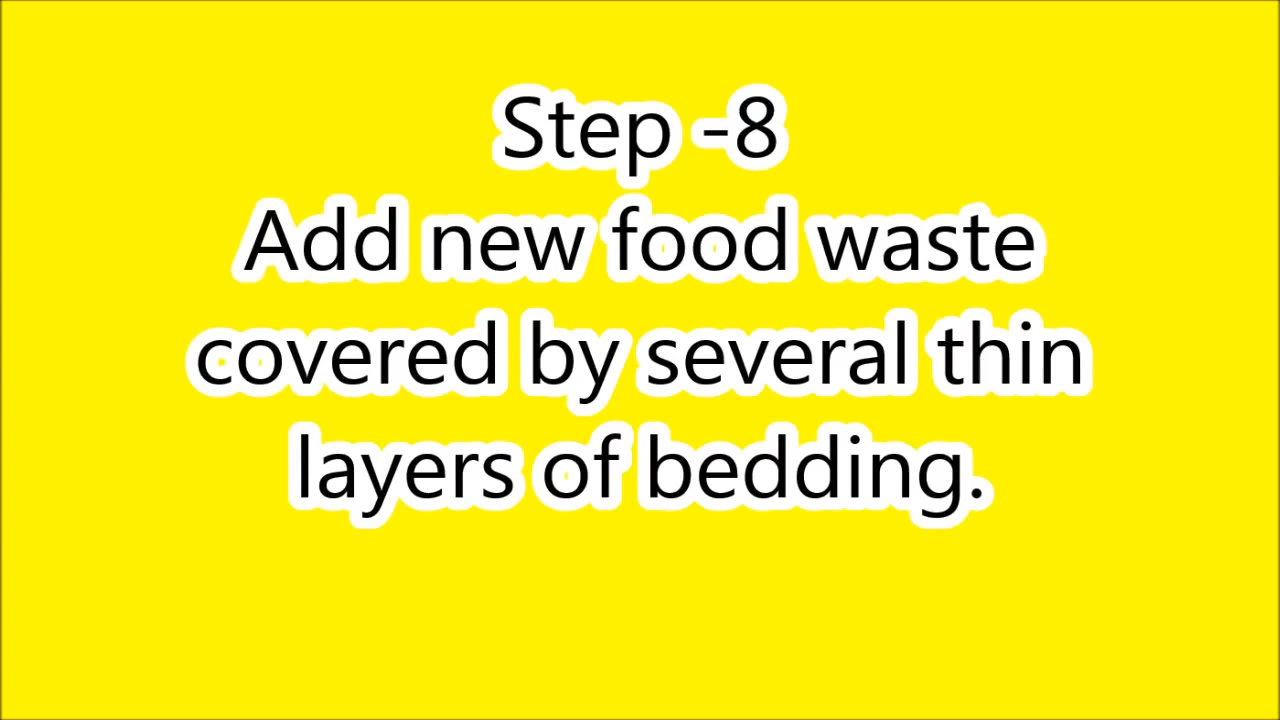 Step -8
Add new food waste
covered by several thin
layers of bedding.